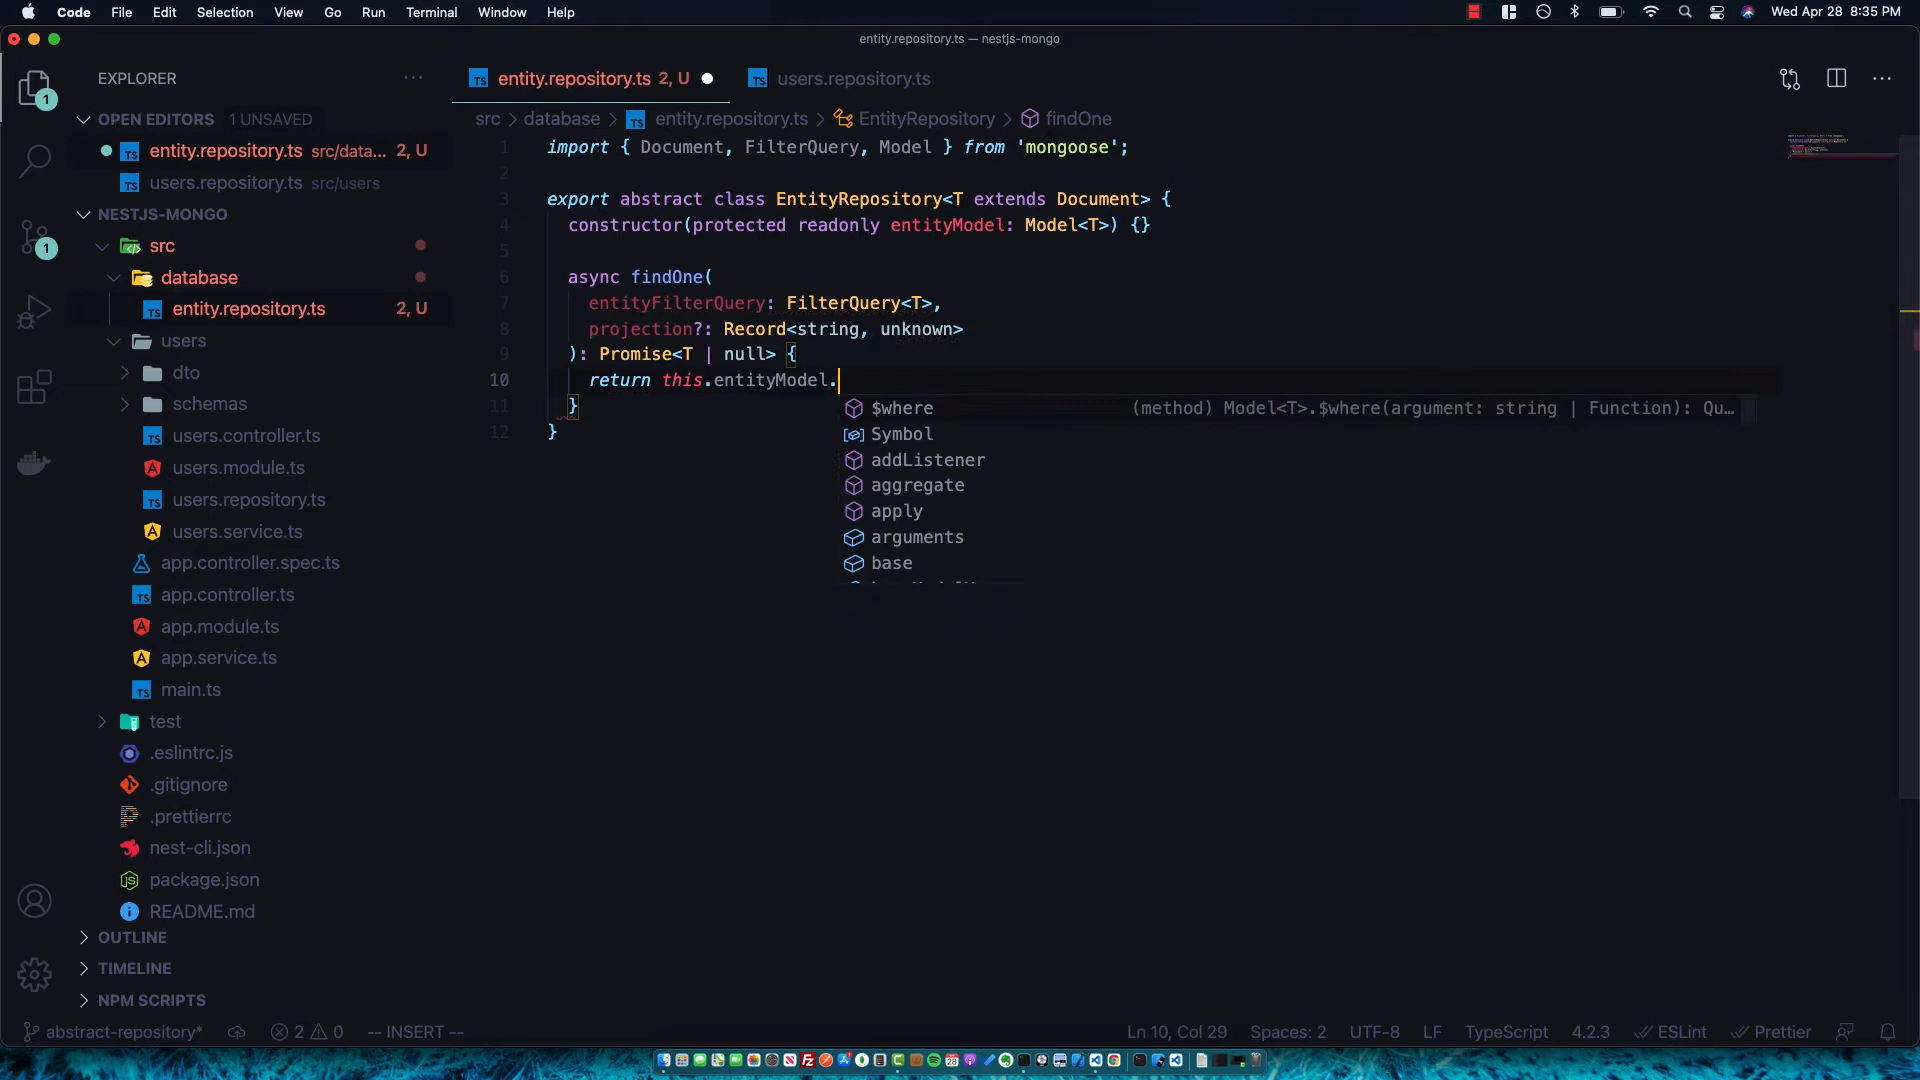 Code File Edit Selection View Go Run Terminal Window Help
Wed Apr 28 8:35 PM
entity.repository.ts — nestjs-mongo
EXPLORER
entity.repository.ts 2, U
users.repository.ts
OPEN EDITORS 1 UNSAVED
src > database > entity.repository.ts > EntityRepository > findOne
entity.repository.ts src/data... 2, U
users.repository.ts src/users
NESTJS-MONGO
src
database
entity.repository.ts 2, U
users
dto
schemas
users.controller.ts
users.module.ts
users.repository.ts
users.service.ts
app.controller.spec.ts
app.controller.ts
app.module.ts
app.service.ts
main.ts
test
.eslintrc.js
.gitignore
.prettierrc
nest-cli.json
package.json
README.md
OUTLINE
TIMELINE
NPM SCRIPTS
1 import { Document, FilterQuery, Model } from 'mongoose';
2
3 export abstract class EntityRepository<T extends Document> {
4 constructor(protected readonly entityModel: Model<T>) {}
5
6 async findOne(
7 entityFilterQuery: FilterQuery<T>,
8 projection?: Record<string, unknown>
9 ): Promise<T | null> {
10 return this.entityModel.
11 }
12 }
$where (method) Model<T>.$where(argument: string | Function): Qu...
Symbol
addListener
aggregate
apply
arguments
base
abstract-repository* 2 0 -- INSERT --
Ln 10, Col 29 Spaces: 2 UTF-8 LF TypeScript 4.2.3 ESLint Prettier